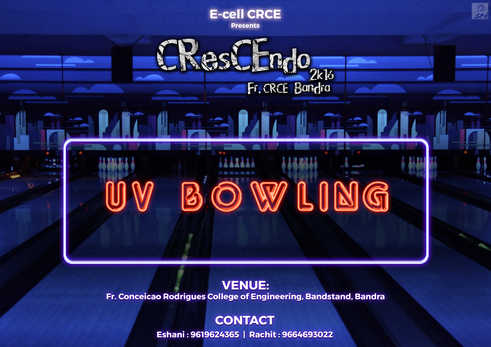 E-cell CRCE
Presents
CResCEndo
2k16
Fr. CRCE Bandra
UV BOWLING
VENUE:
Fr. Conceicao Rodrigues College of Engineering, Bandstand, Bandra
CONTACT
Eshani : 9619624365 | Rachit : 9664693022